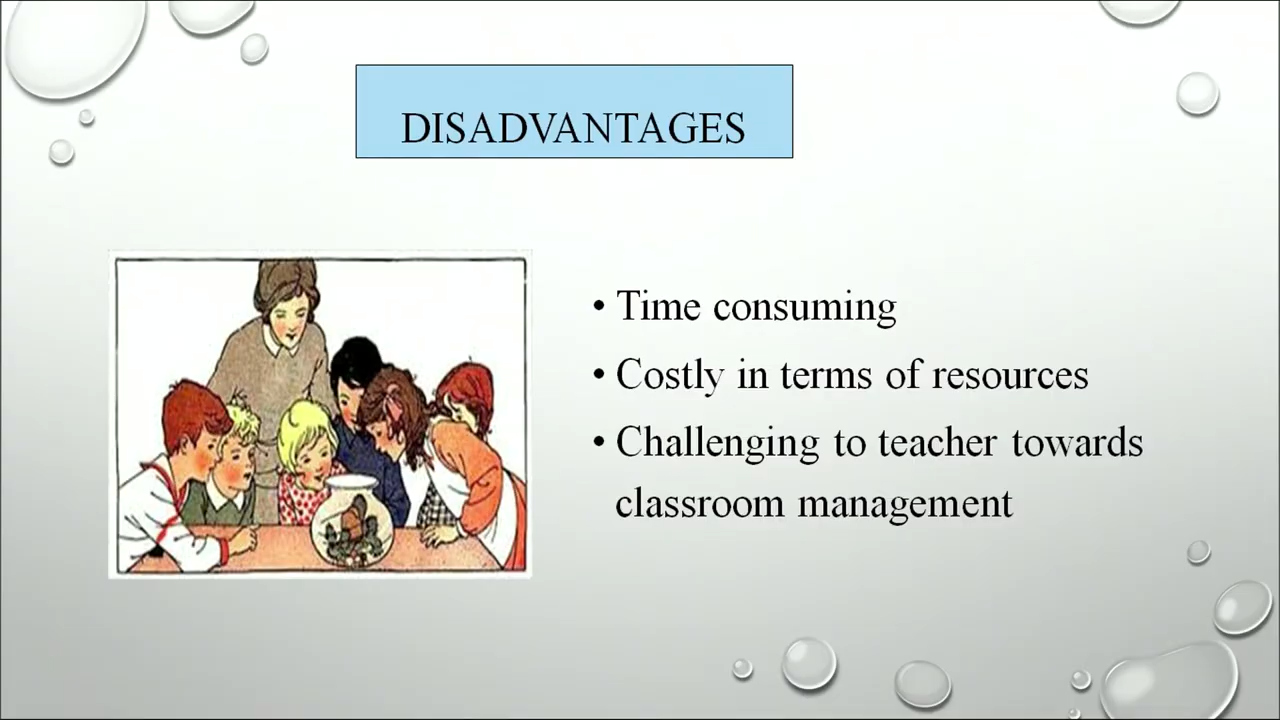 DISADVANTAGES
• Time consuming
• Costly in terms of resources
• Challenging to teacher towards
classroom management